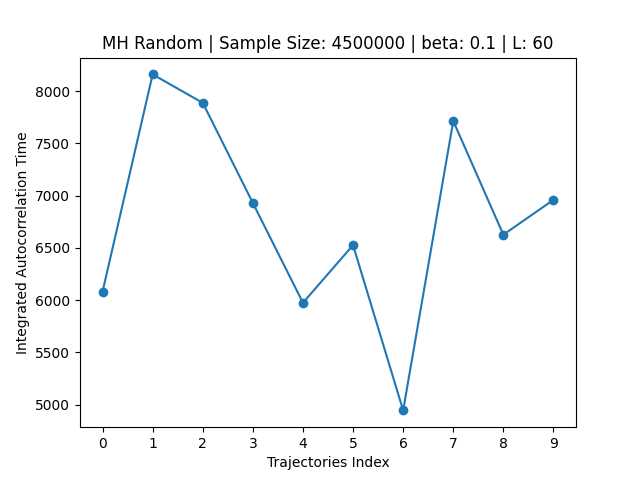 MH Random | Sample Size: 4500000 | beta: 0.1 | L: 60
Integrated Autocorrelation Time
8000
7500
7000
6500
6000
5500
5000
0 1 2 3 4 5 6 7 8 9
Trajectories Index